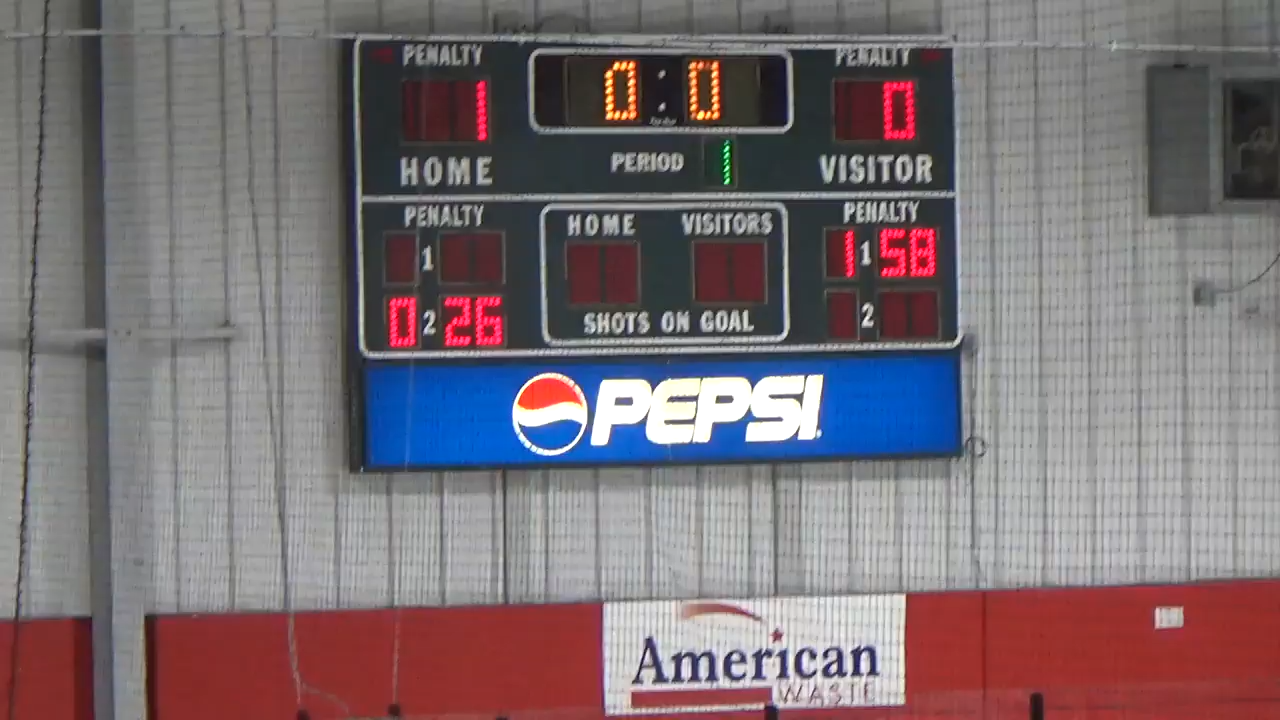 PENALTY 0:0 PENALTY
1 0
HOME PERIOD 1 VISITOR
PENALTY HOME VISITORS PENALTY
1 1 1 58
0 2 26 SHOTS ON GOAL 2
PEPSI
American
WASTE